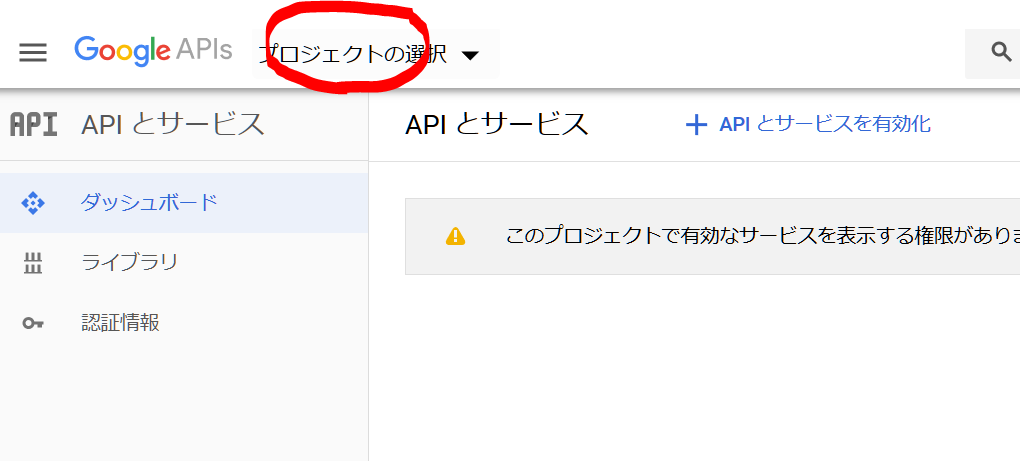 Google APIs
プロジェクトの選択
API API とサービス
API とサービス
+ API とサービスを有効化
ダッシュボード
このプロジェクトで有効なサービスを表示する権限があり
ライブラリ
認証情報